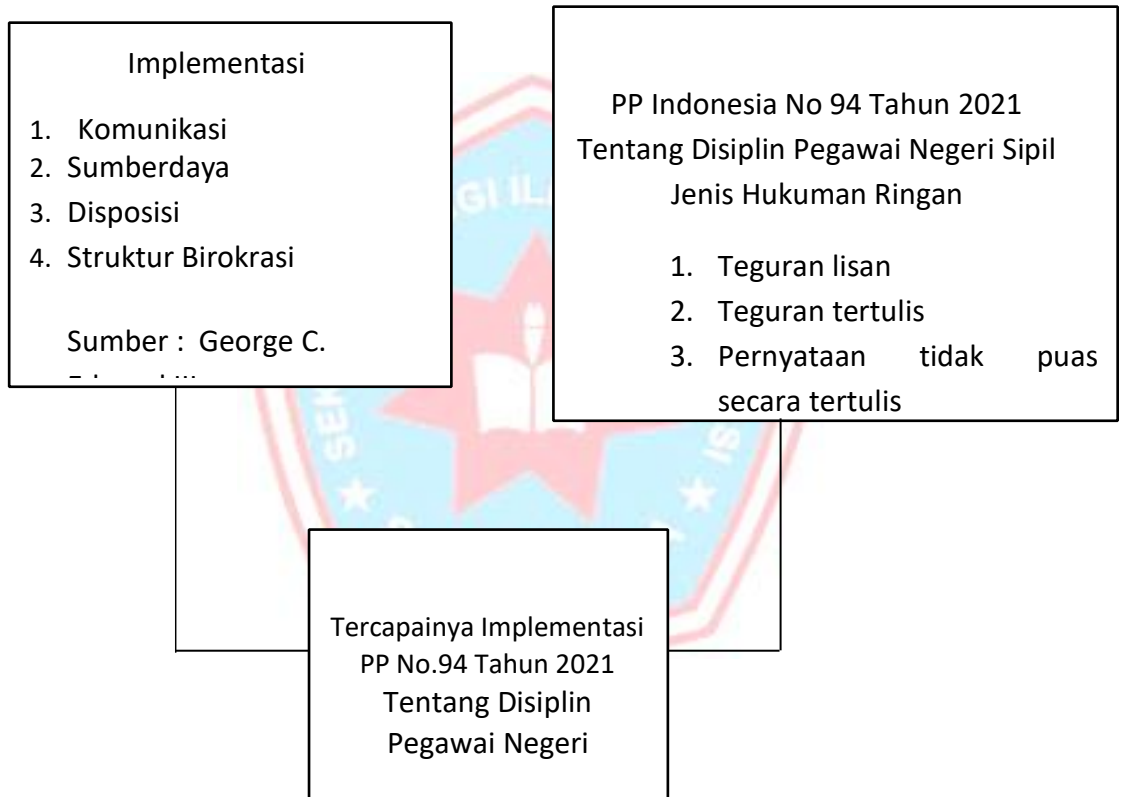 Implementasi
1. Komunikasi
2. Sumberdaya
3. Disposisi
4. Struktur Birokrasi
Sumber : George C.
PP Indonesia No 94 Tahun 2021
Tentang Disiplin Pegawai Negeri Sipil
Jenis Hukuman Ringan
1. Teguran lisan
2. Teguran tertulis
3. Pernyataan tidak puas
secara tertulis
Tercapainya Implementasi
PP No.94 Tahun 2021
Tentang Disiplin
Pegawai Negeri